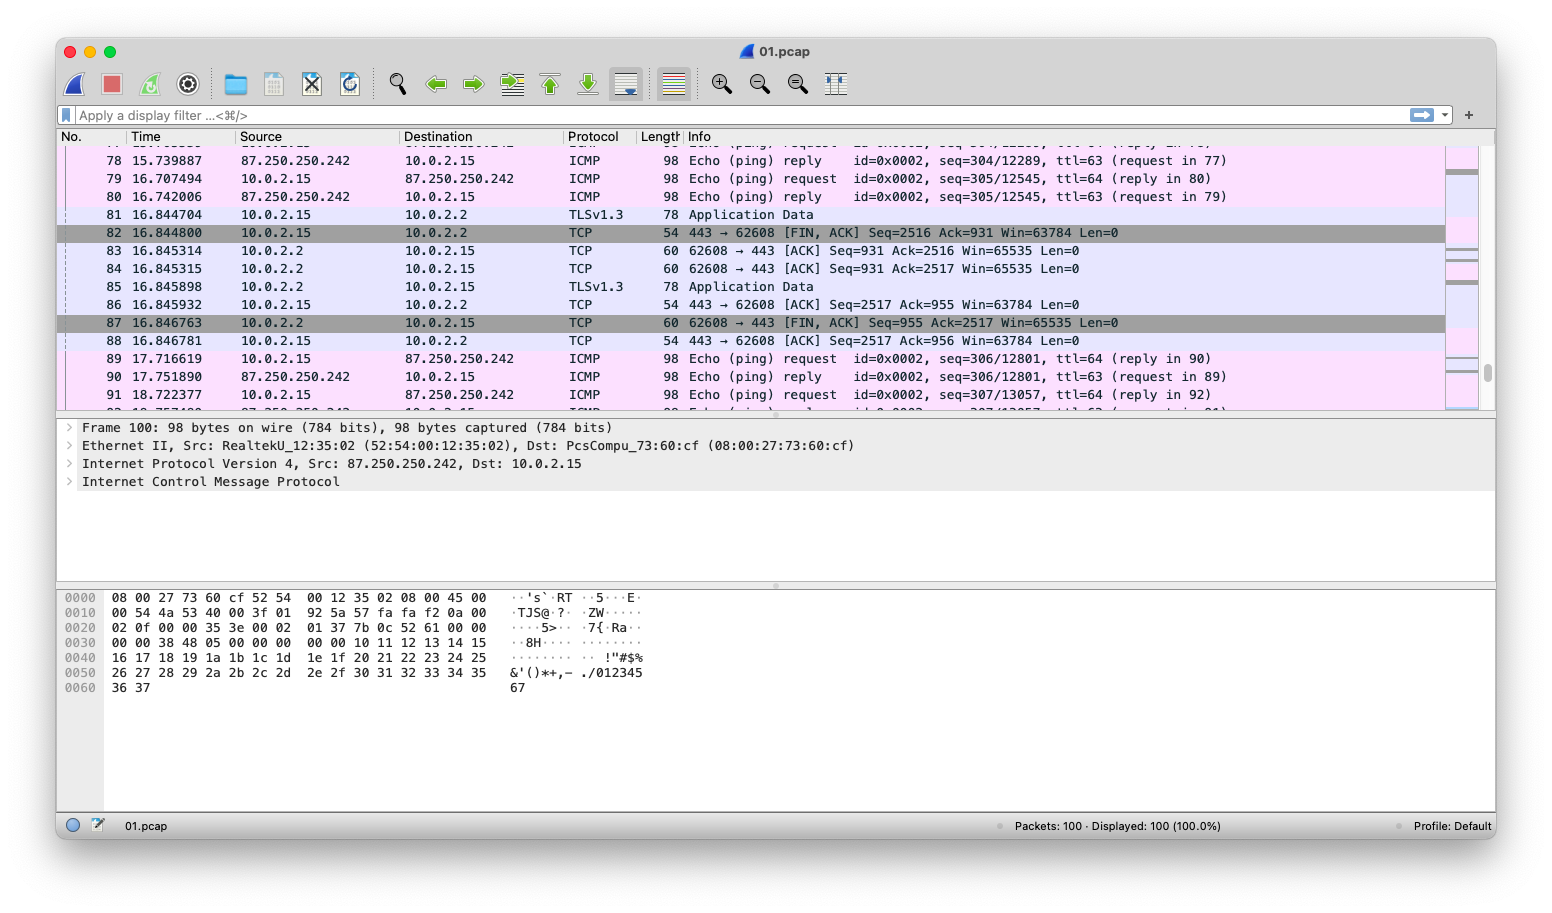 01.pcap
Apply a display filter ...<⌘/>
+
No. Time Source Destination Protocol Length Info
78 15.739887 87.250.250.242 10.0.2.15 ICMP 98 Echo (ping) reply id=0x0002, seq=304/12289, ttl=63 (request in 77)
79 16.707494 10.0.2.15 87.250.250.242 ICMP 98 Echo (ping) request id=0x0002, seq=305/12545, ttl=64 (reply in 80)
80 16.742006 87.250.250.242 10.0.2.15 ICMP 98 Echo (ping) reply id=0x0002, seq=305/12545, ttl=63 (request in 79)
81 16.844704 10.0.2.15 10.0.2.2 TLSv1.3 78 Application Data
82 16.844800 10.0.2.15 10.0.2.2 TCP 54 443 → 62608 [FIN, ACK] Seq=2516 Ack=931 Win=63784 Len=0
83 16.845314 10.0.2.2 10.0.2.15 TCP 60 62608 → 443 [ACK] Seq=931 Ack=2516 Win=65535 Len=0
84 16.845315 10.0.2.2 10.0.2.15 TCP 60 62608 → 443 [ACK] Seq=931 Ack=2517 Win=65535 Len=0
85 16.845898 10.0.2.2 10.0.2.15 TLSv1.3 78 Application Data
86 16.845932 10.0.2.15 10.0.2.2 TCP 54 443 → 62608 [ACK] Seq=2517 Ack=955 Win=63784 Len=0
87 16.846763 10.0.2.2 10.0.2.15 TCP 60 62608 → 443 [FIN, ACK] Seq=955 Ack=2517 Win=65535 Len=0
88 16.846781 10.0.2.15 10.0.2.2 TCP 54 443 → 62608 [ACK] Seq=2517 Ack=956 Win=63784 Len=0
89 17.716619 10.0.2.15 87.250.250.242 ICMP 98 Echo (ping) request id=0x0002, seq=306/12801, ttl=64 (reply in 90)
90 17.751890 87.250.250.242 10.0.2.15 ICMP 98 Echo (ping) reply id=0x0002, seq=306/12801, ttl=63 (request in 89)
91 18.722377 10.0.2.15 87.250.250.242 ICMP 98 Echo (ping) request id=0x0002, seq=307/13057, ttl=64 (reply in 92)
Frame 100: 98 bytes on wire (784 bits), 98 bytes captured (784 bits)
Ethernet II, Src: RealtekU_12:35:02 (52:54:00:12:35:02), Dst: PcsCompu_73:60:cf (08:00:27:73:60:cf)
Internet Protocol Version 4, Src: 87.250.250.242, Dst: 10.0.2.15
Internet Control Message Protocol
0000 08 00 27 73 60 cf 52 54 00 12 35 02 08 00 45 00 ··'s`·RT ··5···E·
0010 00 54 4a 53 40 00 3f 01 92 5a 57 fa fa f2 0a 00 ·TJS@·?· ·ZW·····
0020 02 0f 00 00 35 3e 00 02 01 37 7b 0c 52 61 00 00 ····5>·· ·7{·Ra··
0030 00 00 38 48 05 00 00 00 00 00 10 11 12 13 14 15 ··8H···· ········
0040 16 17 18 19 1a 1b 1c 1d 1e 1f 20 21 22 23 24 25 ········ ·· !"#$%
0050 26 27 28 29 2a 2b 2c 2d 2e 2f 30 31 32 33 34 35 &'()*+,- ./012345
0060 36 37 67
01.pcap
Packets: 100 · Displayed: 100 (100.0%)
Profile: Default